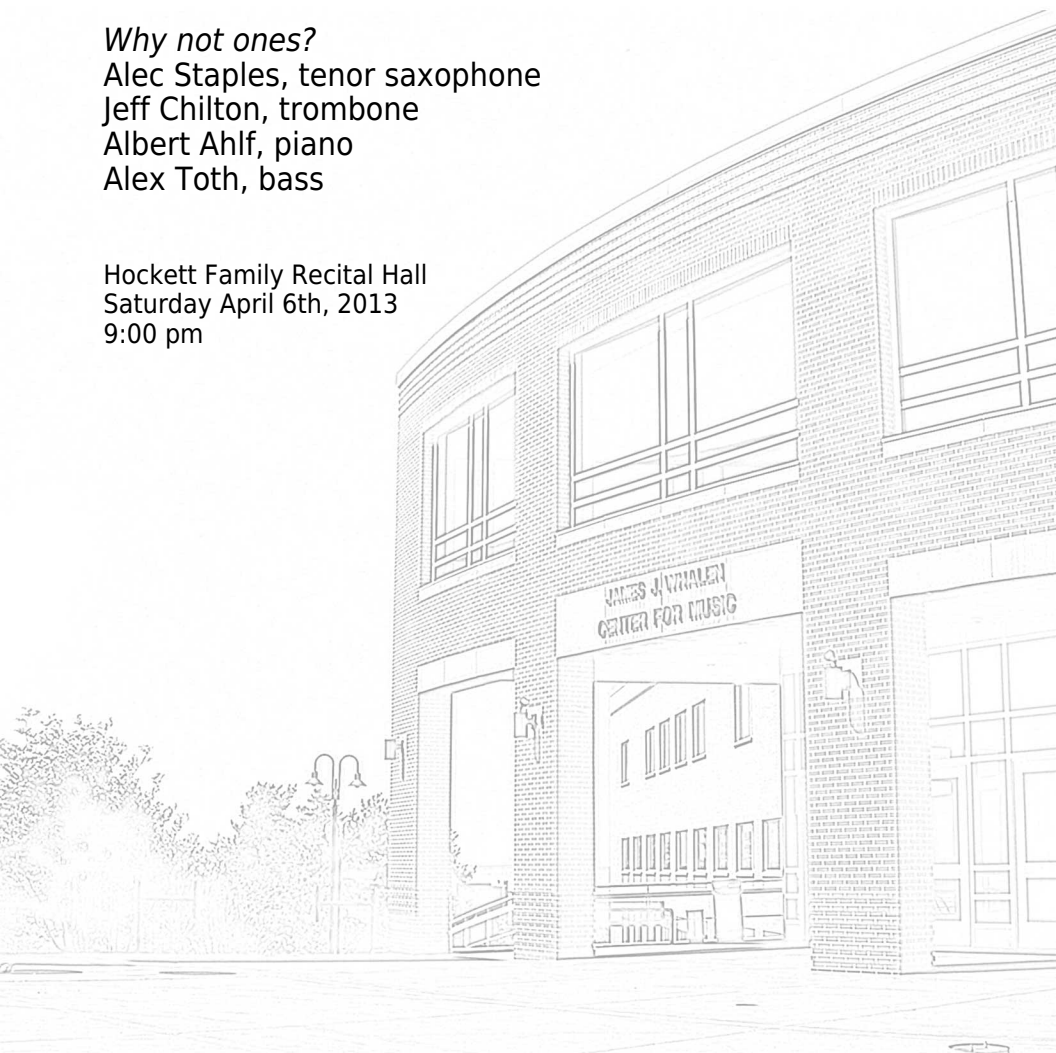 Why not ones?
Alec Staples, tenor saxophone
Jeff Chilton, trombone
Albert Ahlf, piano
Alex Toth, bass
Hockett Family Recital Hall
Saturday April 6th, 2013
9:00 pm
JAMES J. WHALEN
CENTER FOR MUSIC